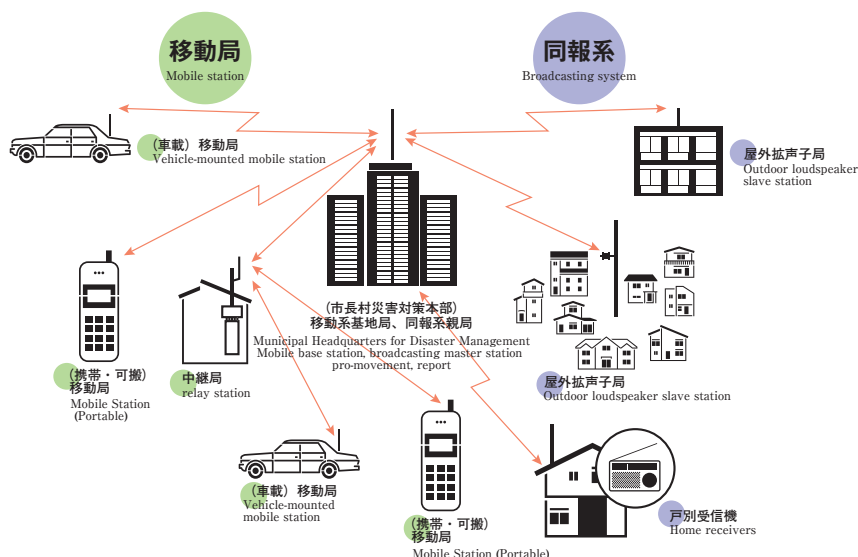 移動局
Mobile station
同報系
Broadcasting system
（車載）移動局
Vehicle-mounted mobile station
屋外拡声子局
Outdoor loudspeaker
slave station
（市長村災害対策本部）
移動系基地局、同報系親局
Municipal Headquarters for Disaster Management
Mobile base station, broadcasting master station
pro-movement, report
（携帯・可搬）
移動局
Mobile Station
(Portable)
中継局
relay station
屋外拡声子局
Outdoor loudspeaker slave station
（車載）移動局
Vehicle-mounted
mobile station
（携帯・可搬）
移動局
Mobile Station (Portable)
戸別受信機
Home receivers